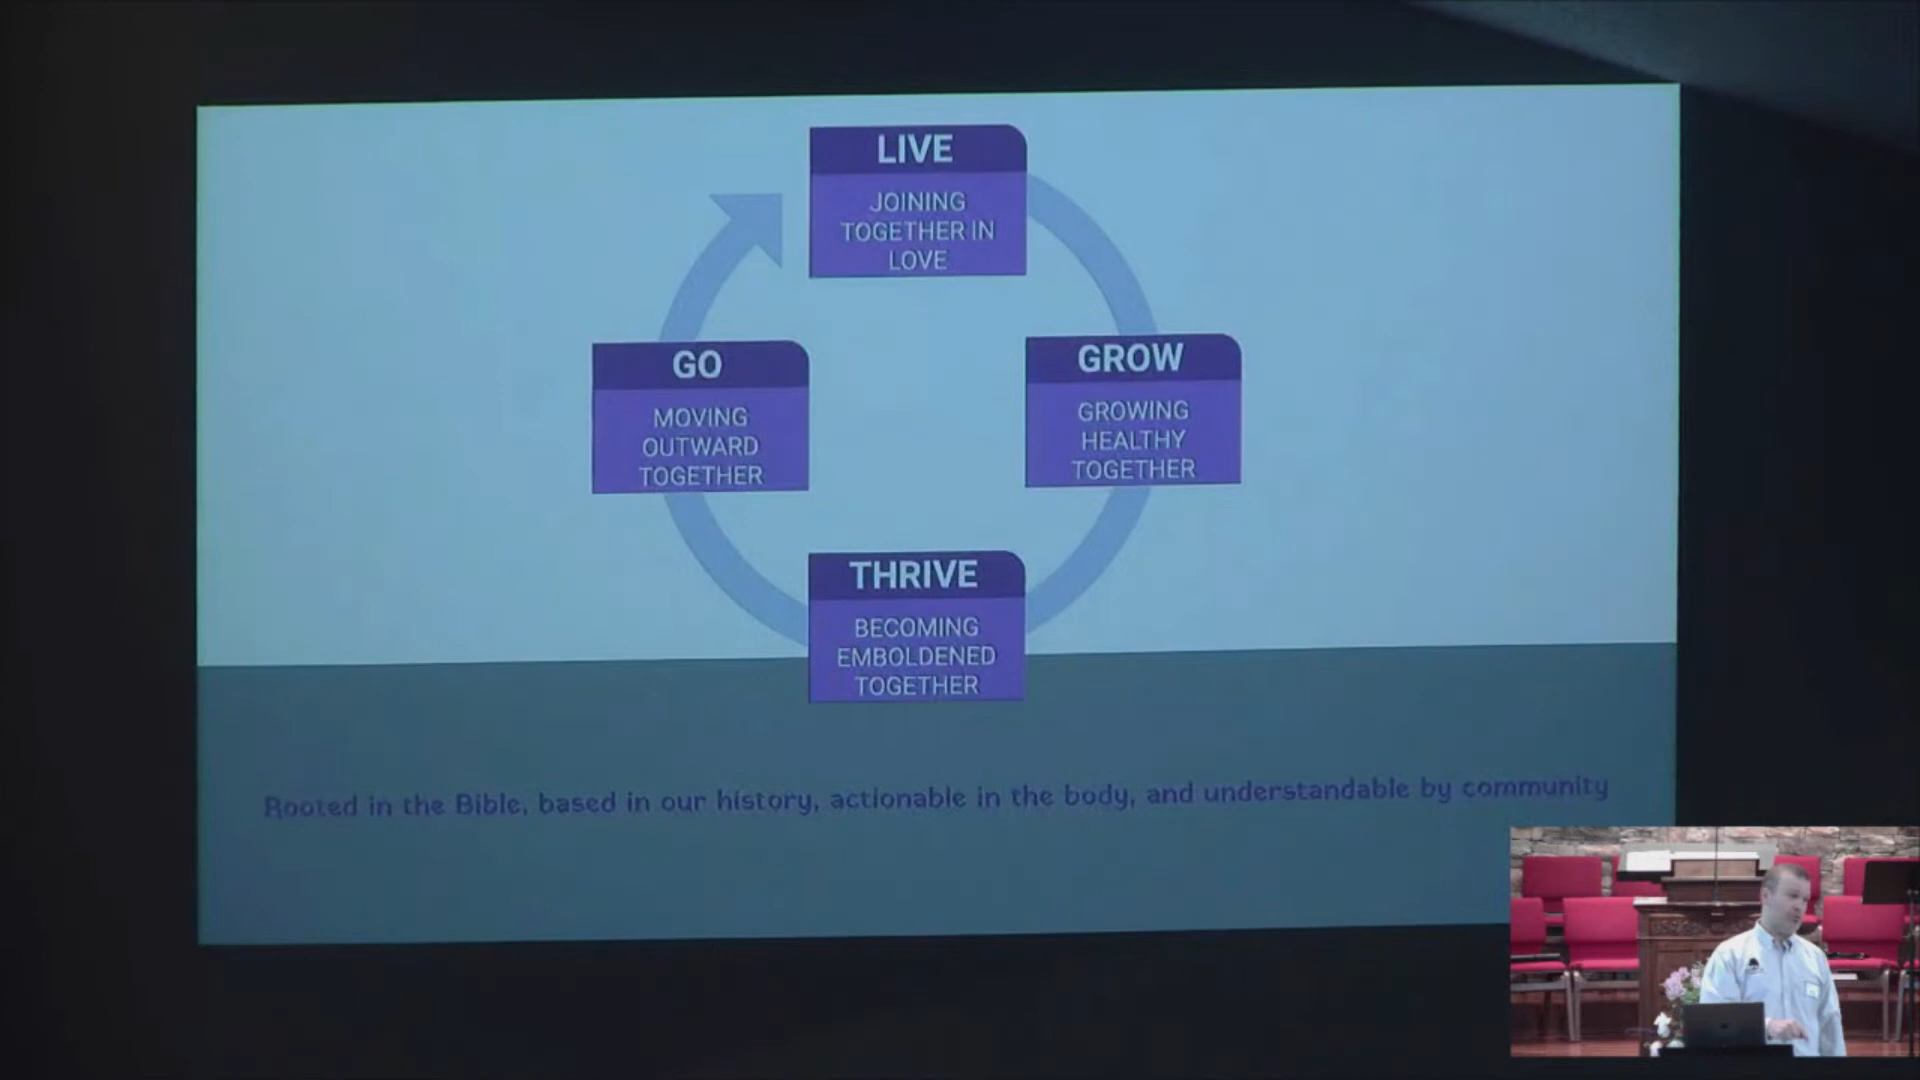 LIVE
JOINING
TOGETHER IN
LOVE
GROW
GROWING
HEALTHY
TOGETHER
THRIVE
BECOMING
EMBOLDENED
TOGETHER
GO
MOVING
OUTWARD
TOGETHER
Rooted in the Bible, based in our history, actionable in the body, and understandable by community